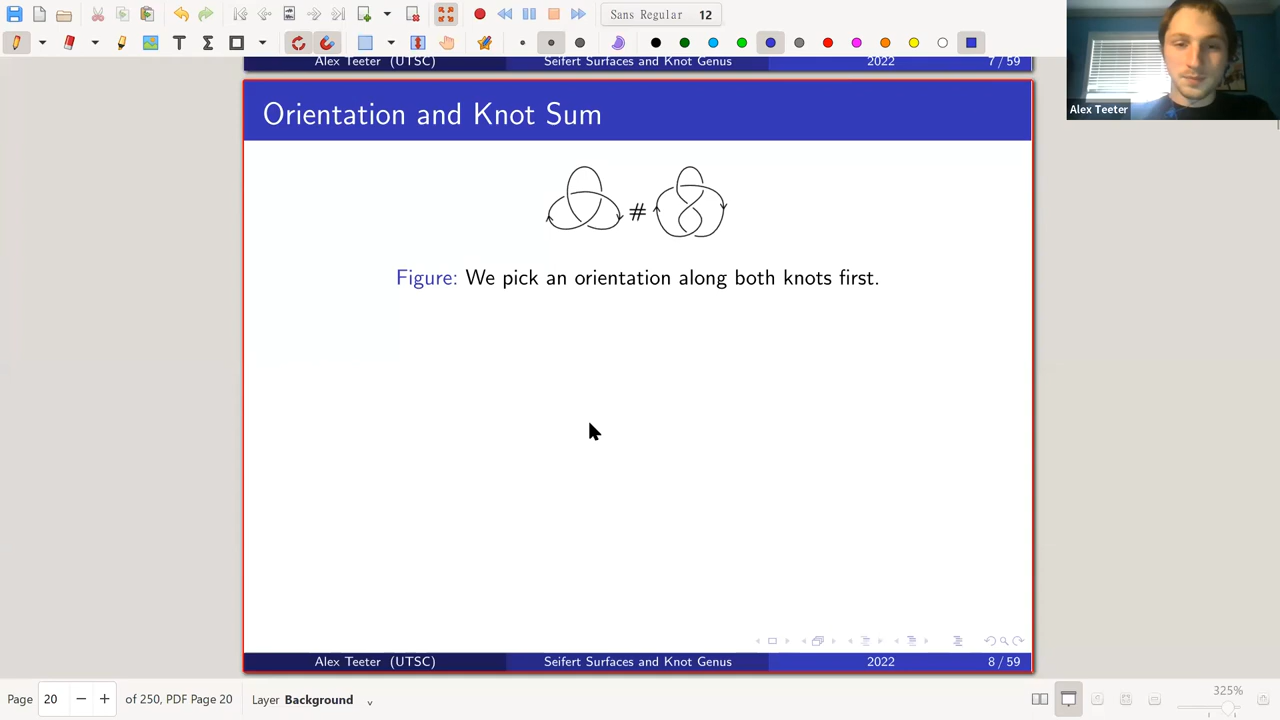 Sans Regular 12
Alex Teeter (UTSC) Seifert Surfaces and Knot Genus 2022 7 / 59
Alex Teeter
Orientation and Knot Sum
#
Figure: We pick an orientation along both knots first.
Alex Teeter (UTSC) Seifert Surfaces and Knot Genus 2022 8 / 59
Page 20 of 250, PDF Page 20 Layer Background 325%